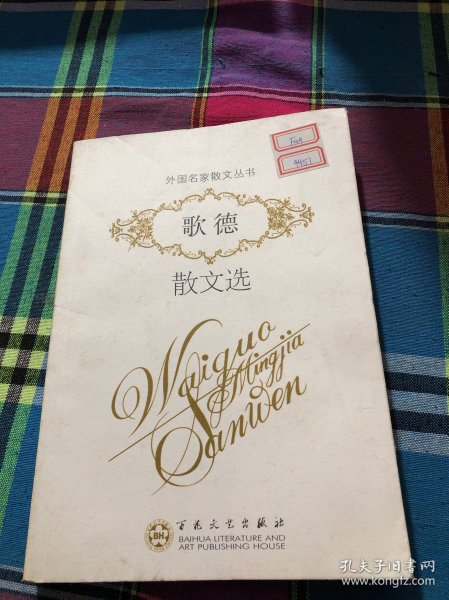 外国名家散文丛书
4457
歌德
散文选
Waiguo
Mingjia
Sanwen
BH
百花文艺出版社
BAIHUA LITERATURE AND
ART PUBLISHING HOUSE
孔夫子旧书网
www.kongfz.com